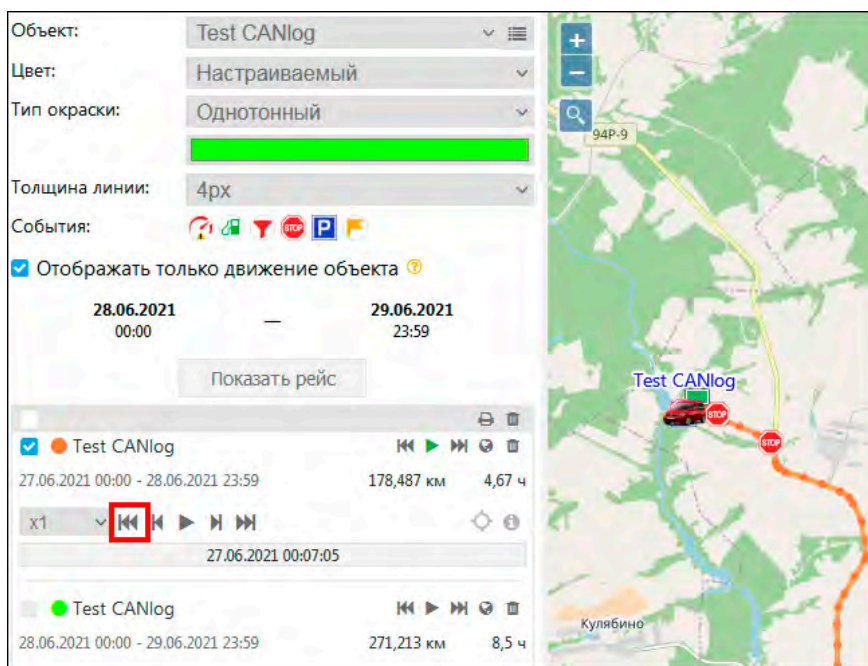 Объект: Test CANlog
Цвет: Настраиваемый
Тип окраски: Однотонный
Толщина линии: 4px
События: STOP P
Отображать только движение объекта ?
28.06.2021 — 29.06.2021
00:00 23:59
Показать рейс
Test CANlog
27.06.2021 00:00 - 28.06.2021 23:59 178,487 км 4,67 ч
x1
27.06.2021 00:07:05
Test CANlog
28.06.2021 00:00 - 29.06.2021 23:59 271,213 км 8,5 ч
+
−
94Р-9
Test CANlog
STOP
STOP
Кулябино